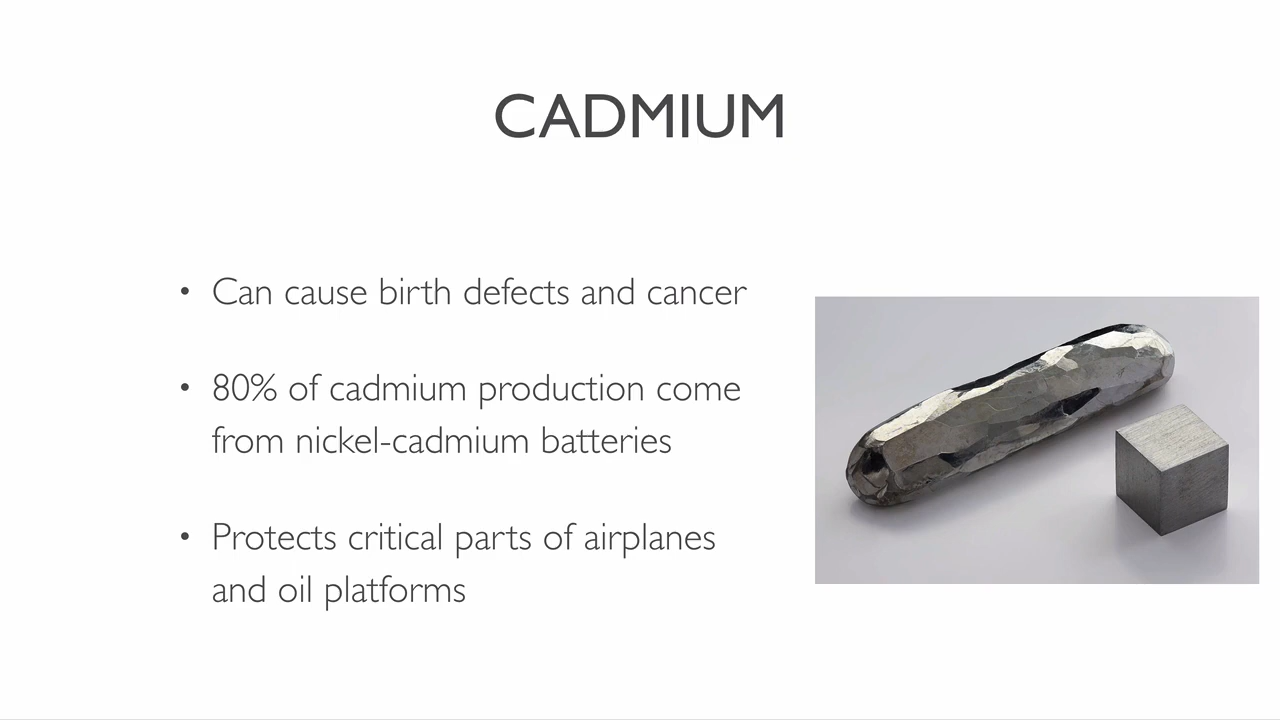 CADMIUM
• Can cause birth defects and cancer
• 80% of cadmium production come
from nickel-cadmium batteries
• Protects critical parts of airplanes
and oil platforms